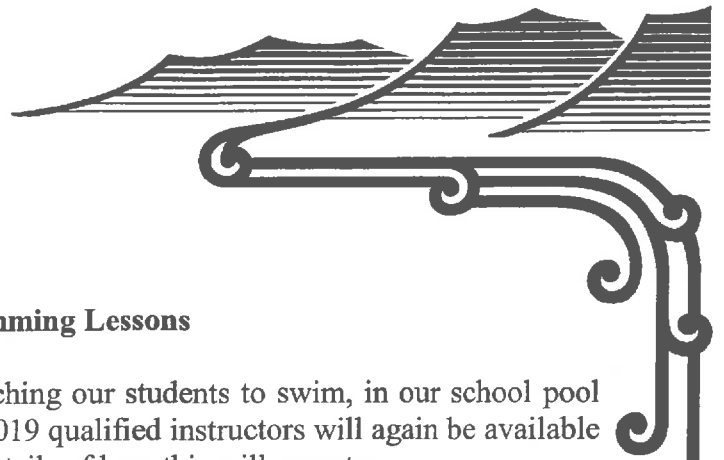 mming Lessons
ching our students to swim, in our school pool
019 qualified instructors will again be available